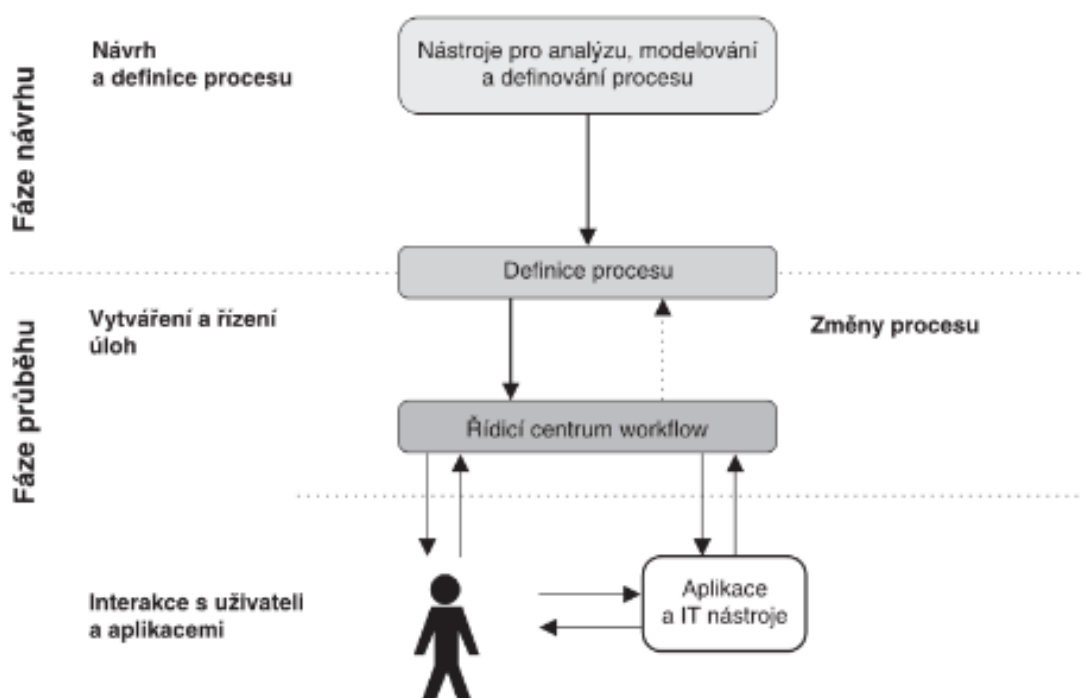 Fáze návrhu
Návrh
a definice procesu
Nástroje pro analýzu, modelování
a definování procesu
Definice procesu
Fáze průběhu
Vytváření a řízení
úloh
Změny procesu
Řídicí centrum workflow
Interakce s uživateli
a aplikacemi
Aplikace
a IT nástroje